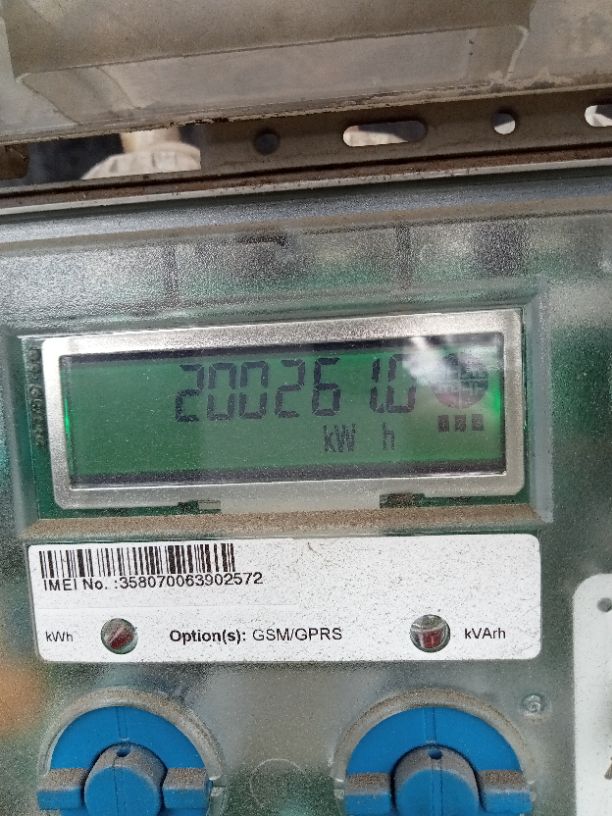 200261.0
kW h
IMEI No. :358070063902572
kWh
Option(s): GSM/GPRS
kVArh